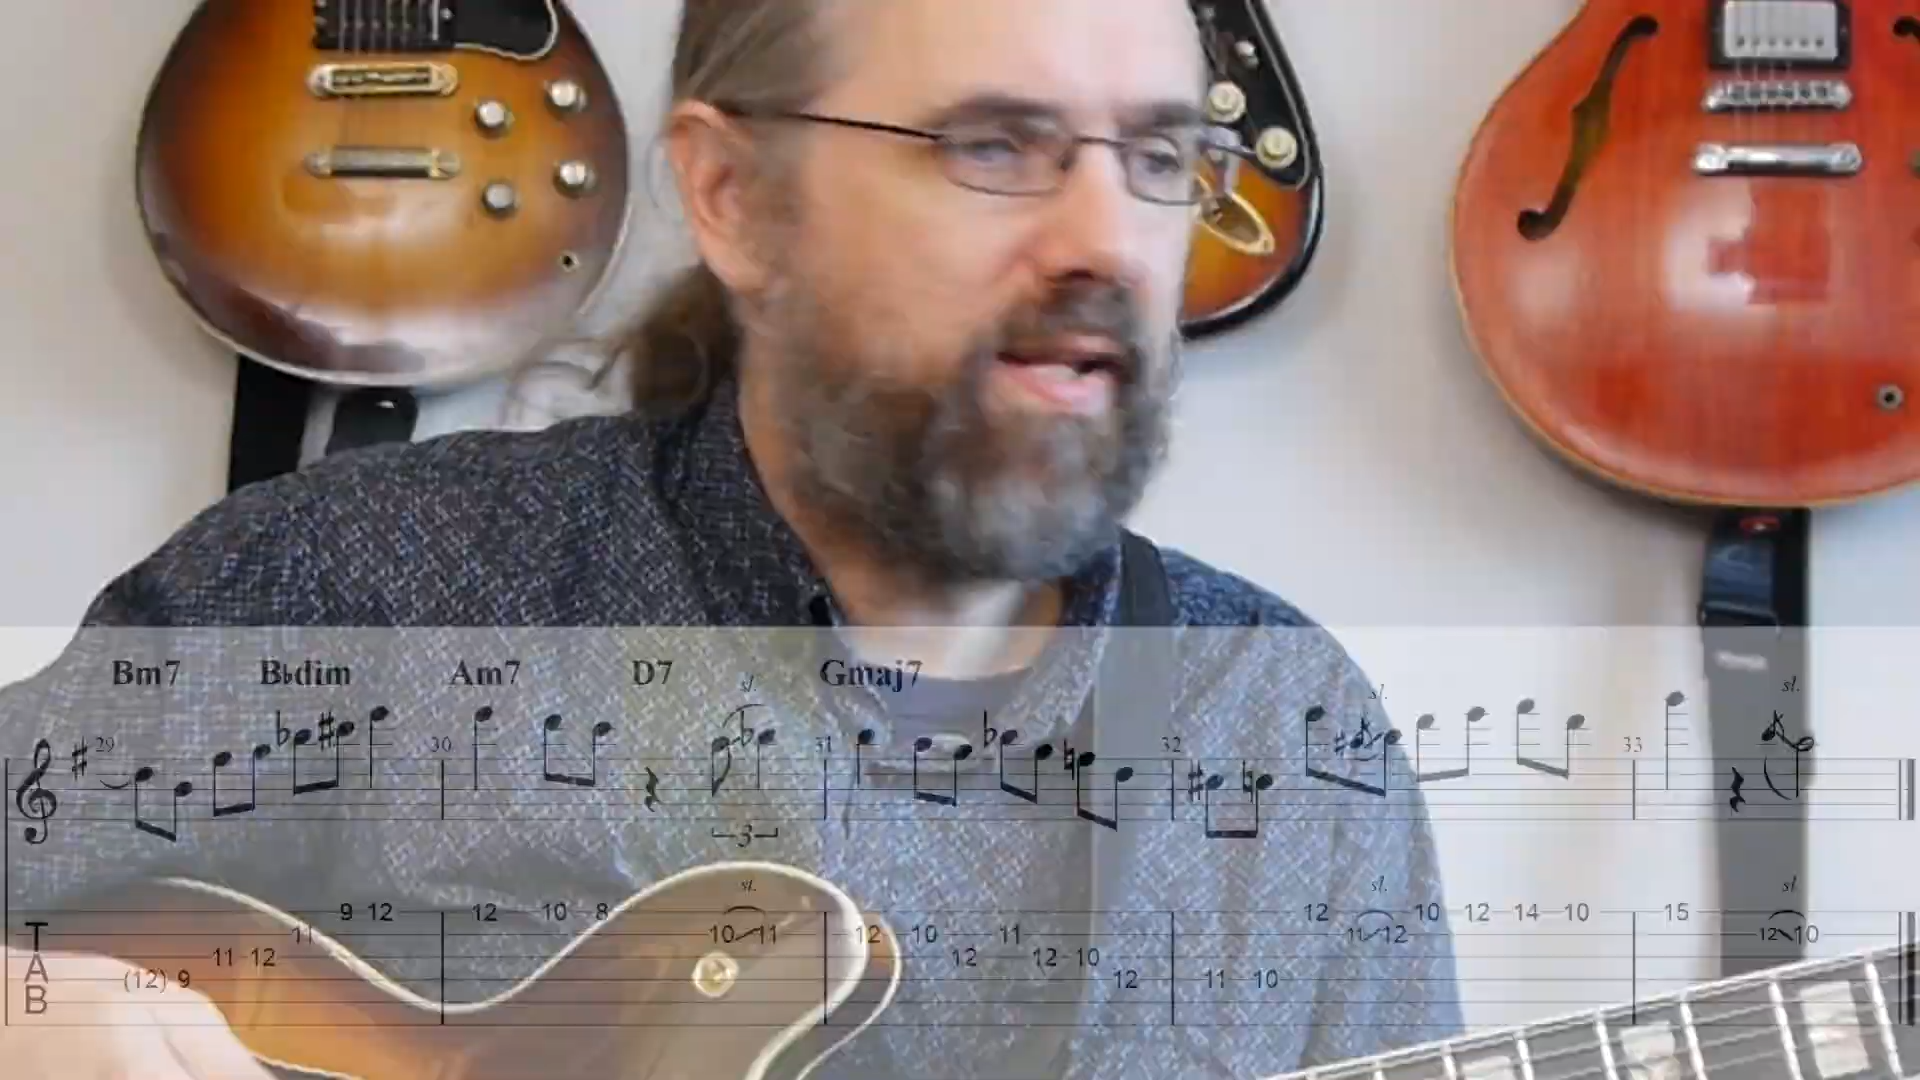 Bm7 B♭dim Am7 D7 Gmaj7
sl. sl. sl.
29 30 31 32 33
3
sl. sl. sl.
9 12 12 10 8 12 10 12 14 10 15
T 11 10 11 12 10 11 11 12 12 10
A 11 12 12 12 10
(12) 9 12 11 10
B